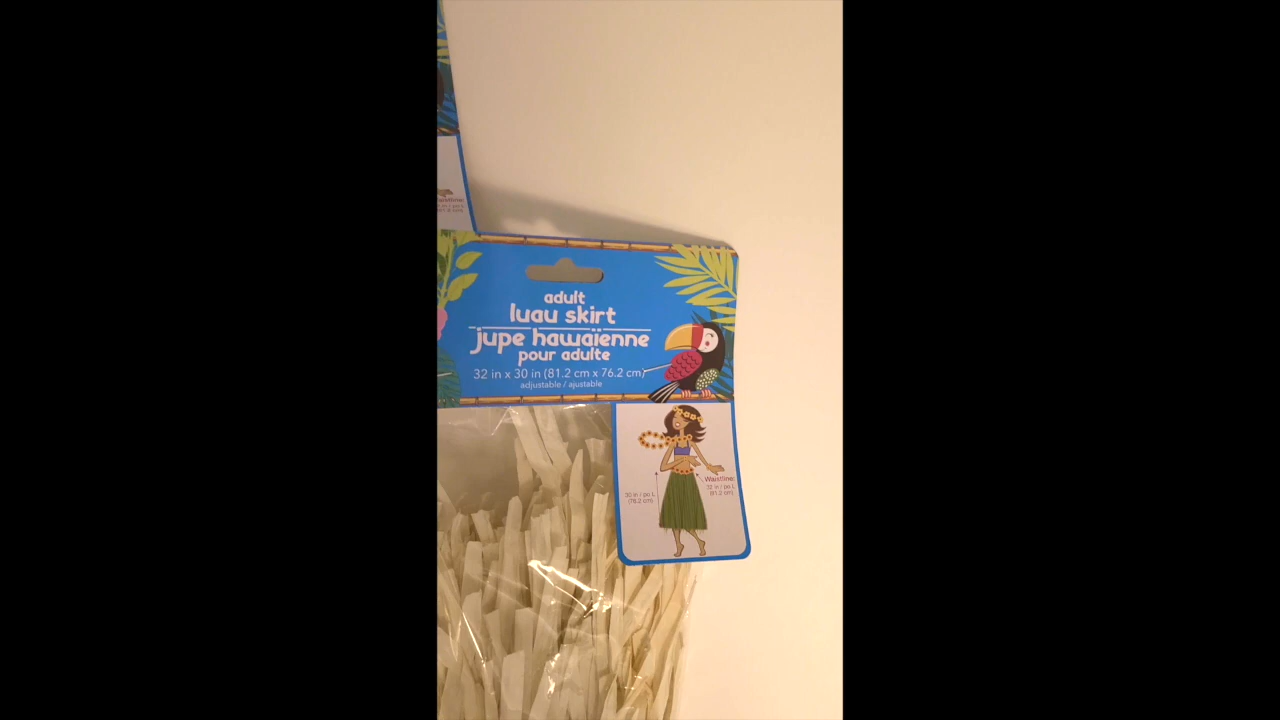 adult
luau skirt
jupe hawaïenne
pour adulte
32 in x 30 in (81.2 cm x 76.2 cm)
adjustable / ajustable
Waistline:
32 in / po L
(81.2 cm)
30 in / po L
(76.2 cm)